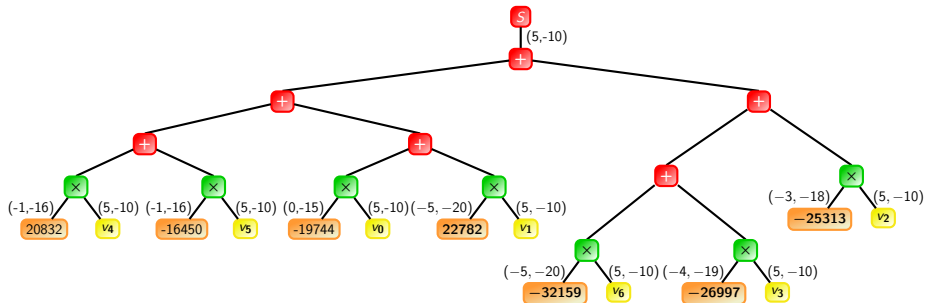 S
(5,-10)
+
+ +
+ +
× × × × + ×
(-1,-16) (5,-10) (-1,-16) (5,-10) (0,-15) (5,-10) (−5, −20) (5, −10) (−3, −18) (5, −10)
20832 v4 -16450 v5 -19744 v0 22782 v1 −25313 v2
× ×
(−5, −20) (5, −10) (−4, −19) (5, −10)
−32159 v6 −26997 v3